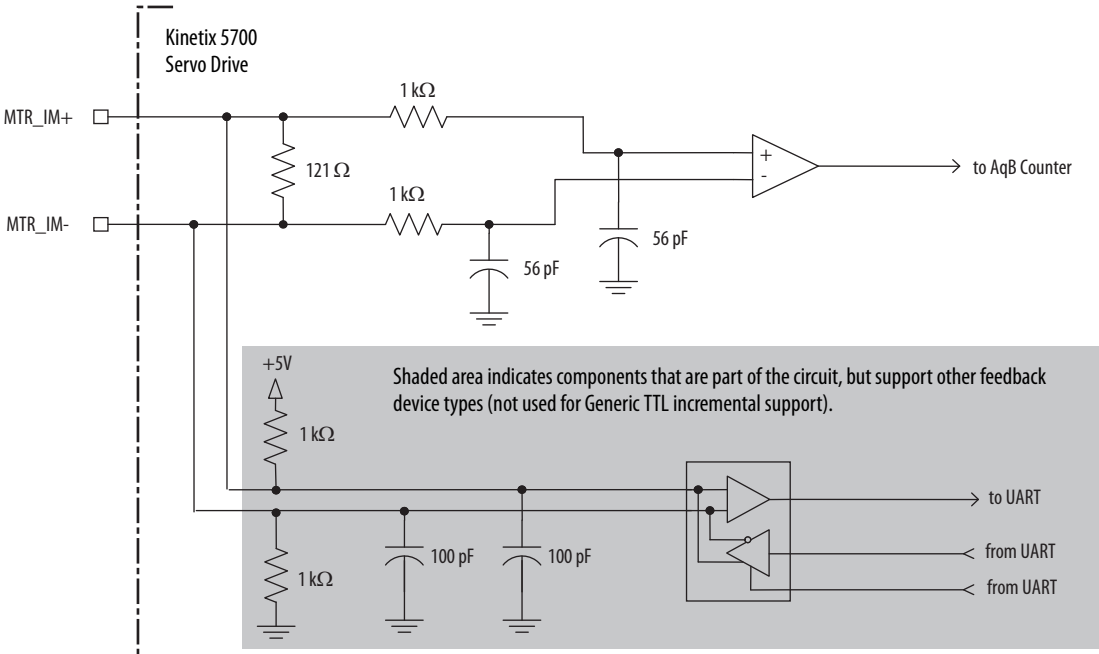 Kinetix 5700
Servo Drive
1 kΩ
MTR_IM+
121 Ω
+
-
to AqB Counter
1 kΩ
MTR_IM-
56 pF
56 pF
+5V
Shaded area indicates components that are part of the circuit, but support other feedback
device types (not used for Generic TTL incremental support).
1 kΩ
to UART
100 pF
100 pF
from UART
1 kΩ
from UART